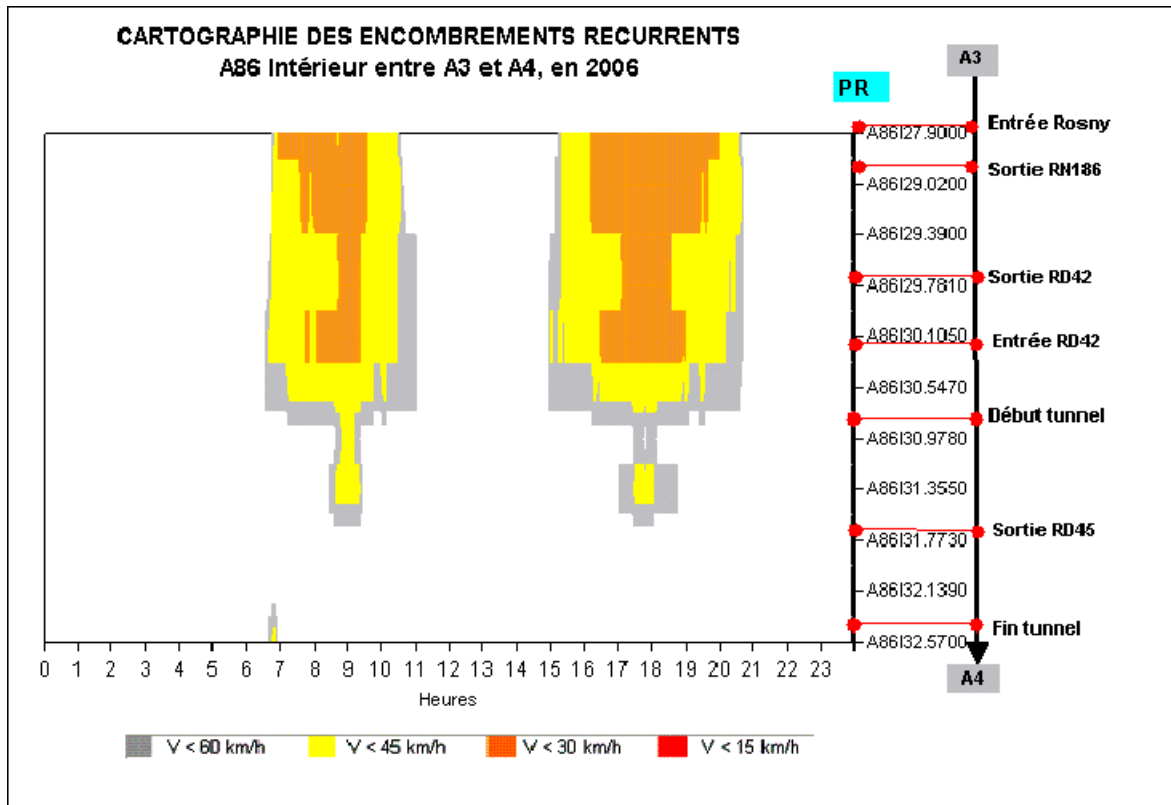 CARTOGRAPHIE DES ENCOMBREMENTS RECURRENTS
A86 Intérieur entre A3 et A4, en 2006
A3
PR
Entrée Rosny
A86I27.9000
Sortie RN186
A86I29.0200
A86I29.3900
Sortie RD42
A86I29.7810
A86I30.1050
Entrée RD42
A86I30.5470
Début tunnel
A86I30.9780
A86I31.3550
Sortie RD45
A86I31.7730
A86I32.1390
Fin tunnel
A86I32.5700
A4
0 1 2 3 4 5 6 7 8 9 10 11 12 13 14 15 16 17 18 19 20 21 22 23
Heures
V < 60 km/h V < 45 km/h V < 30 km/h V < 15 km/h